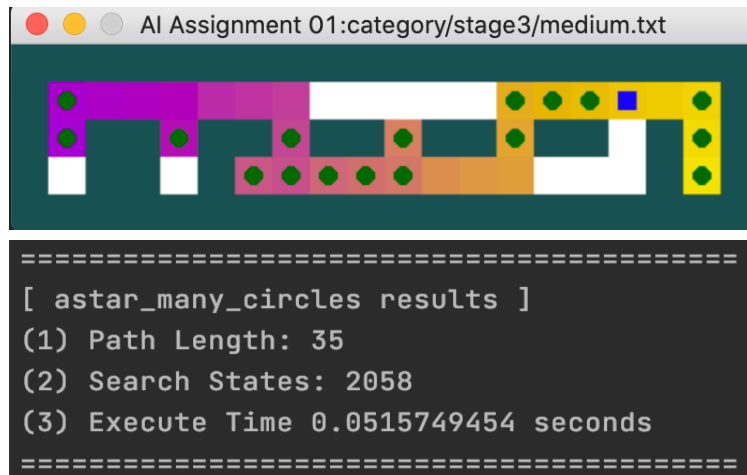 AI Assignment 01:category/stage3/medium.txt
===========================================
[ astar_many_circles results ]
(1) Path Length: 35
(2) Search States: 2058
(3) Execute Time 0.0515749454 seconds
===========================================